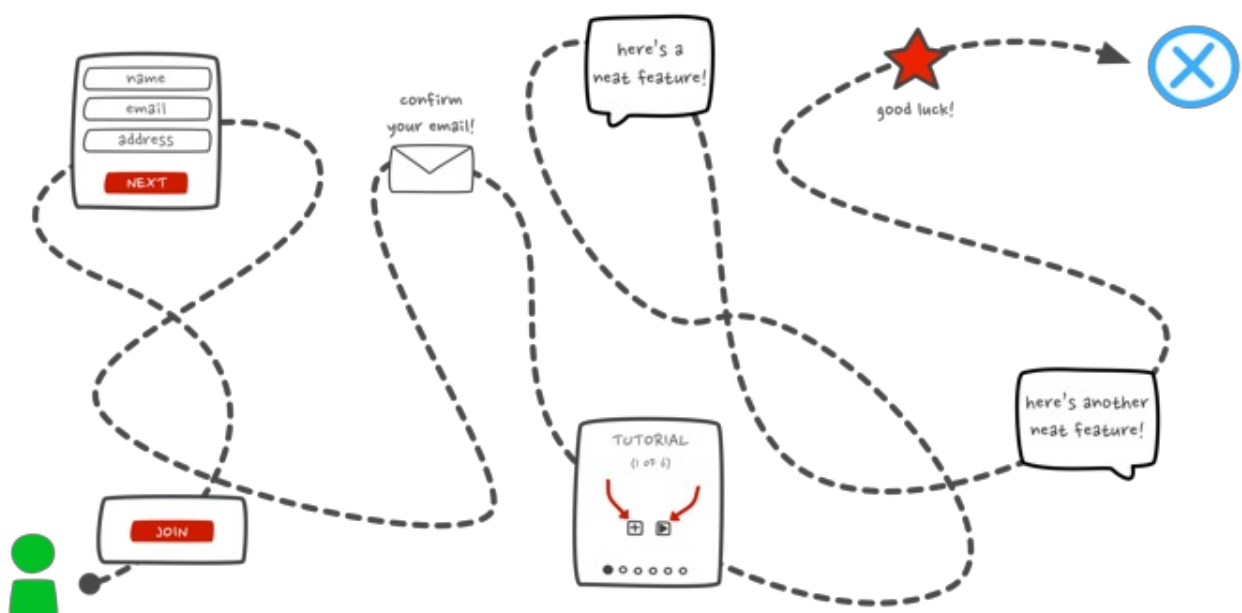 name
email
address
NEXT
JOIN
confirm
your email!
TUTORIAL
(1 OF 6)
here's a
neat feature!
here's another
neat feature!
good luck!